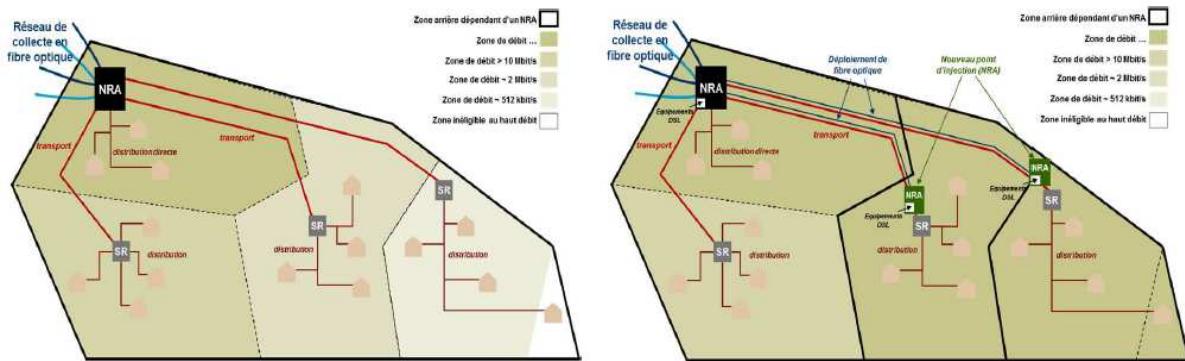 Réseau de
collecte en
fibre optique
NRA
transport
distribution directe
transport
SR
distribution
SR
distribution
SR
distribution
Zone arrière dépendant d'un NRA
Zone de débit ...
Zone de débit > 10 Mbit/s
Zone de débit ~ 2 Mbit/s
Zone de débit ~ 512 kbit/s
Zone inéligible au haut débit
Réseau de
collecte en
fibre optique
NRA
Equipements
DSL
Déploiement de
fibre optique
Nouveau point
d'injection (NRA)
transport
distribution directe
transport
NRA
Equipements
DSL
SR
distribution
NRA
Equipements
DSL
SR
distribution
SR
distribution
Zone arrière dépendant d'un NRA
Zone de débit ...
Zone de débit > 10 Mbit/s
Zone de débit ~ 2 Mbit/s
Zone de débit ~ 512 kbit/s
Zone inéligible au haut débit